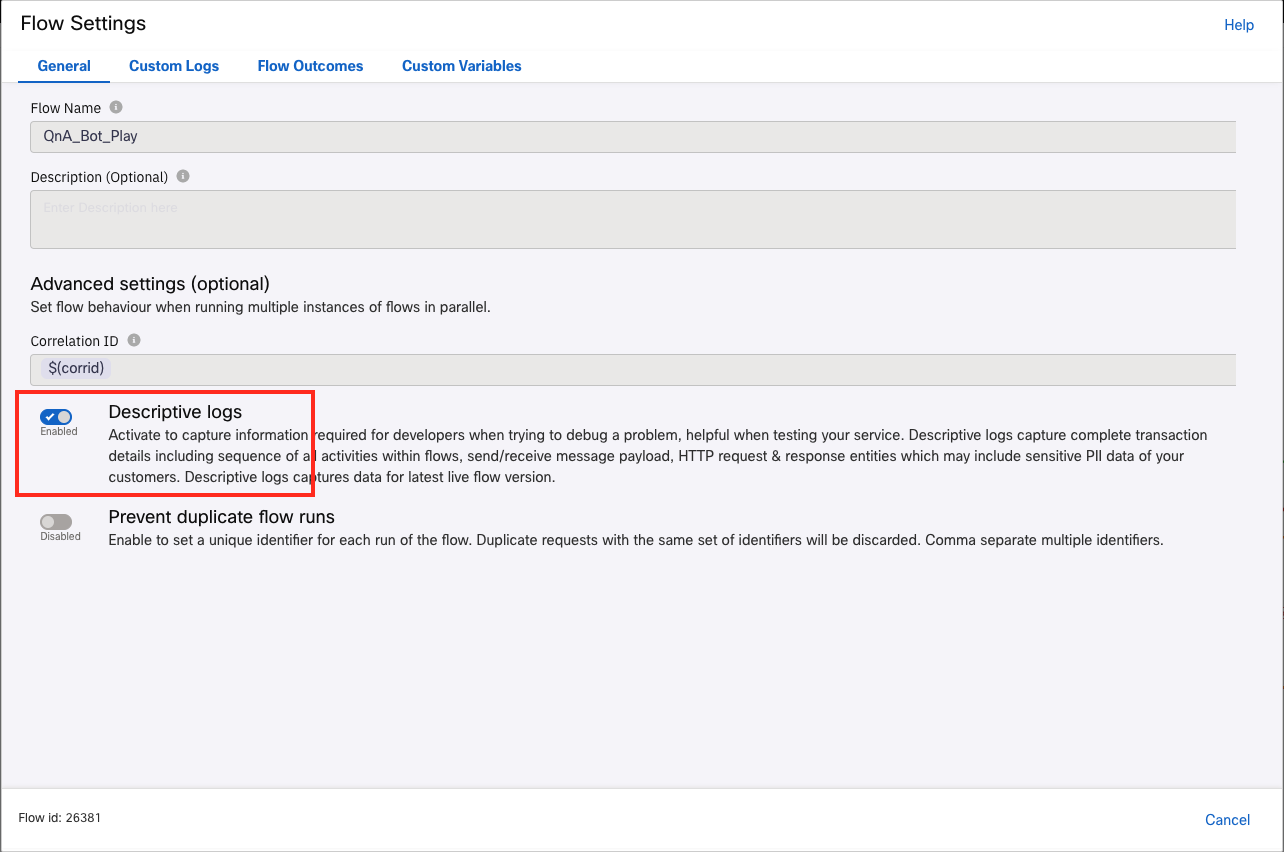 Flow Settings
Help
General Custom Logs Flow Outcomes Custom Variables
Flow Name
QnA_Bot_Play
Description (Optional)
Enter Description here
Advanced settings (optional)
Set flow behaviour when running multiple instances of flows in parallel.
Correlation ID
$(corrid)
Enabled
Descriptive logs
Activate to capture information required for developers when trying to debug a problem, helpful when testing your service. Descriptive logs capture complete transaction
details including sequence of all activities within flows, send/receive message payload, HTTP request & response entities which may include sensitive PII data of your
customers. Descriptive logs captures data for latest live flow version.
Disabled
Prevent duplicate flow runs
Enable to set a unique identifier for each run of the flow. Duplicate requests with the same set of identifiers will be discarded. Comma separate multiple identifiers.
Flow id: 26381
Cancel